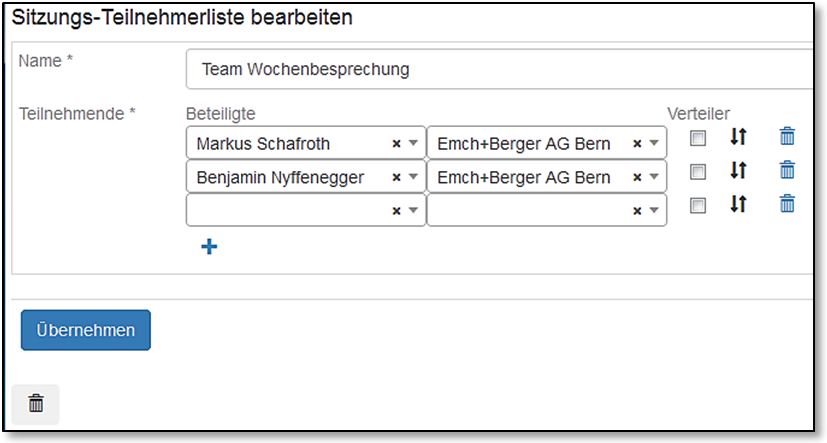 Sitzungs-Teilnehmerliste bearbeiten
Name * Team Wochenbesprechung
Teilnehmende * Beteiligte Verteiler
Markus Schafroth × Emch+Berger AG Bern ×
Benjamin Nyffenegger × Emch+Berger AG Bern ×
× ×
Übernehmen